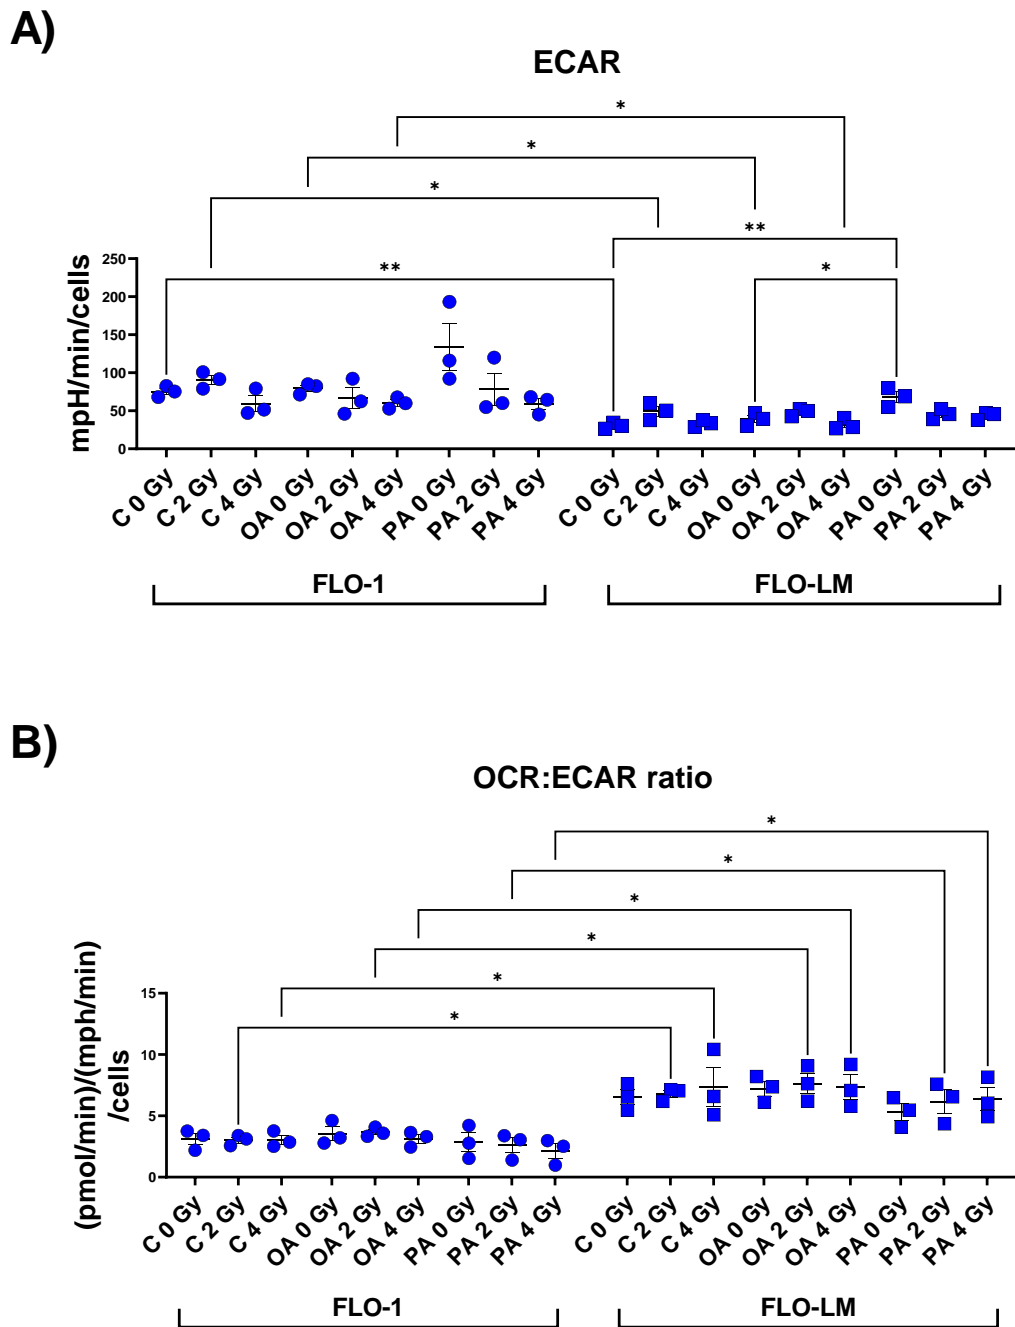 A)
ECAR
*
*
*
**
**
*
mpH/min/cells
250
200
150
100
50
0
C 0 Gy
C 2 Gy
C 4 Gy
OA 0 Gy
OA 2 Gy
OA 4 Gy
PA 0 Gy
PA 2 Gy
PA 4 Gy
C 0 Gy
C 2 Gy
C 4 Gy
OA 0 Gy
OA 2 Gy
OA 4 Gy
PA 0 Gy
PA 2 Gy
PA 4 Gy
FLO-1
FLO-LM
B)
OCR:ECAR ratio
*
*
*
*
*
*
(pmol/min)/(mph/min)
/cells
15
10
5
0
C 0 Gy
C 2 Gy
C 4 Gy
OA 0 Gy
OA 2 Gy
OA 4 Gy
PA 0 Gy
PA 2 Gy
PA 4 Gy
C 0 Gy
C 2 Gy
C 4 Gy
OA 0 Gy
OA 2 Gy
OA 4 Gy
PA 0 Gy
PA 2 Gy
PA 4 Gy
FLO-1
FLO-LM